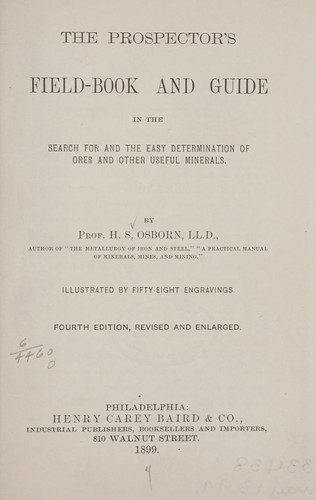 THE PROSPECTOR'S
FIELD-BOOK AND GUIDE
IN THE
SEARCH FOR AND THE EASY DETERMINATION OF
ORES AND OTHER USEFUL MINERALS.
BY
PROF. H. S, OSBORN, LL.D.,
AUTHOR OF "THE METALLURGY OF IRON AND STEEL," "A PRACTICAL MANUAL
OF MINERALS, MINES, AND MINING."
ILLUSTRATED BY FIFTY-EIGHT ENGRAVINGS.
FOURTH EDITION, REVISED AND ENLARGED.
6
4460
0
PHILADELPHIA:
HENRY CAREY BAIRD & CO.,
INDUSTRIAL PUBLISHERS, BOOKSELLERS AND IMPORTERS,
810 WALNUT STREET.
1899.